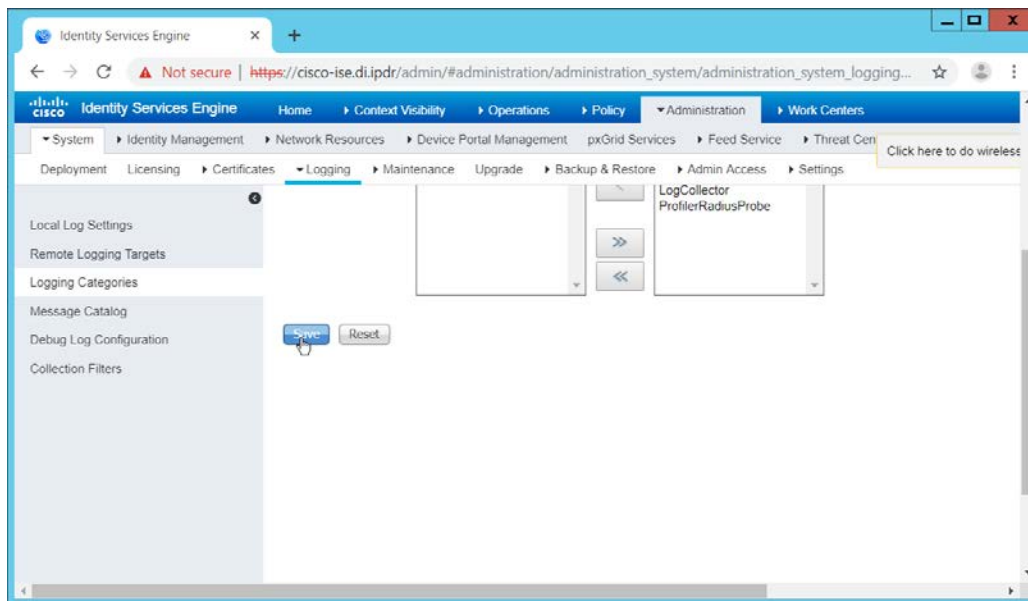 Identity Services Engine
Not secure | https://cisco-ise.di.ipdr/admin/#administration/administration_system/administration_system_logging...
cisco Identity Services Engine Home Context Visibility Operations Policy Administration Work Centers
System Identity Management Network Resources Device Portal Management pxGrid Services Feed Service Threat Cen
Click here to do wireless
Deployment Licensing Certificates Logging Maintenance Upgrade Backup & Restore Admin Access Settings
LogCollector
ProfilerRadiusProbe
Local Log Settings
Remote Logging Targets
Logging Categories
Message Catalog
Debug Log Configuration
Collection Filters
Save Reset